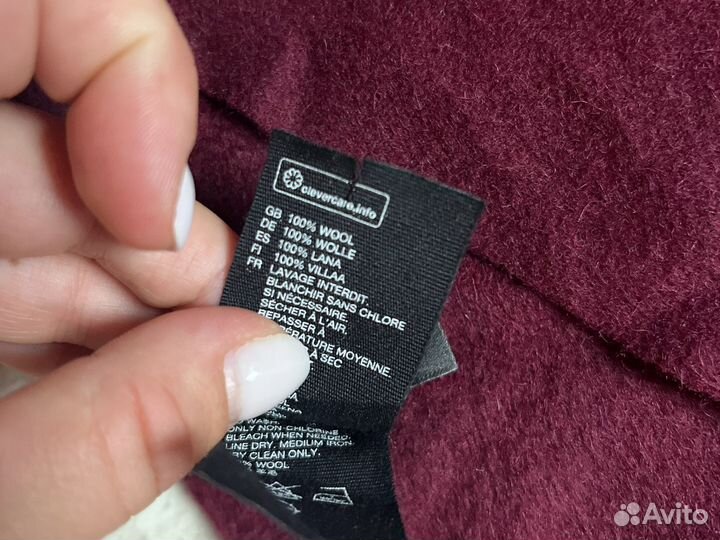 clevercare.info
GB 100% WOOL
DE 100% WOLLE
ES 100% LANA
FI 100% VILLAA
FR LAVAGE INTERDIT.
BLANCHIR SANS CHLORE
SI NÉCESSAIRE.
SÉCHER À L'AIR.
REPASSER À
MOYENNE
À SEC
WASH.
ONLY NON-CHLORINE
BLEACH WHEN NEEDED.
LINE DRY. MEDIUM IRON.
DRY CLEAN ONLY.
WOOL
Avito